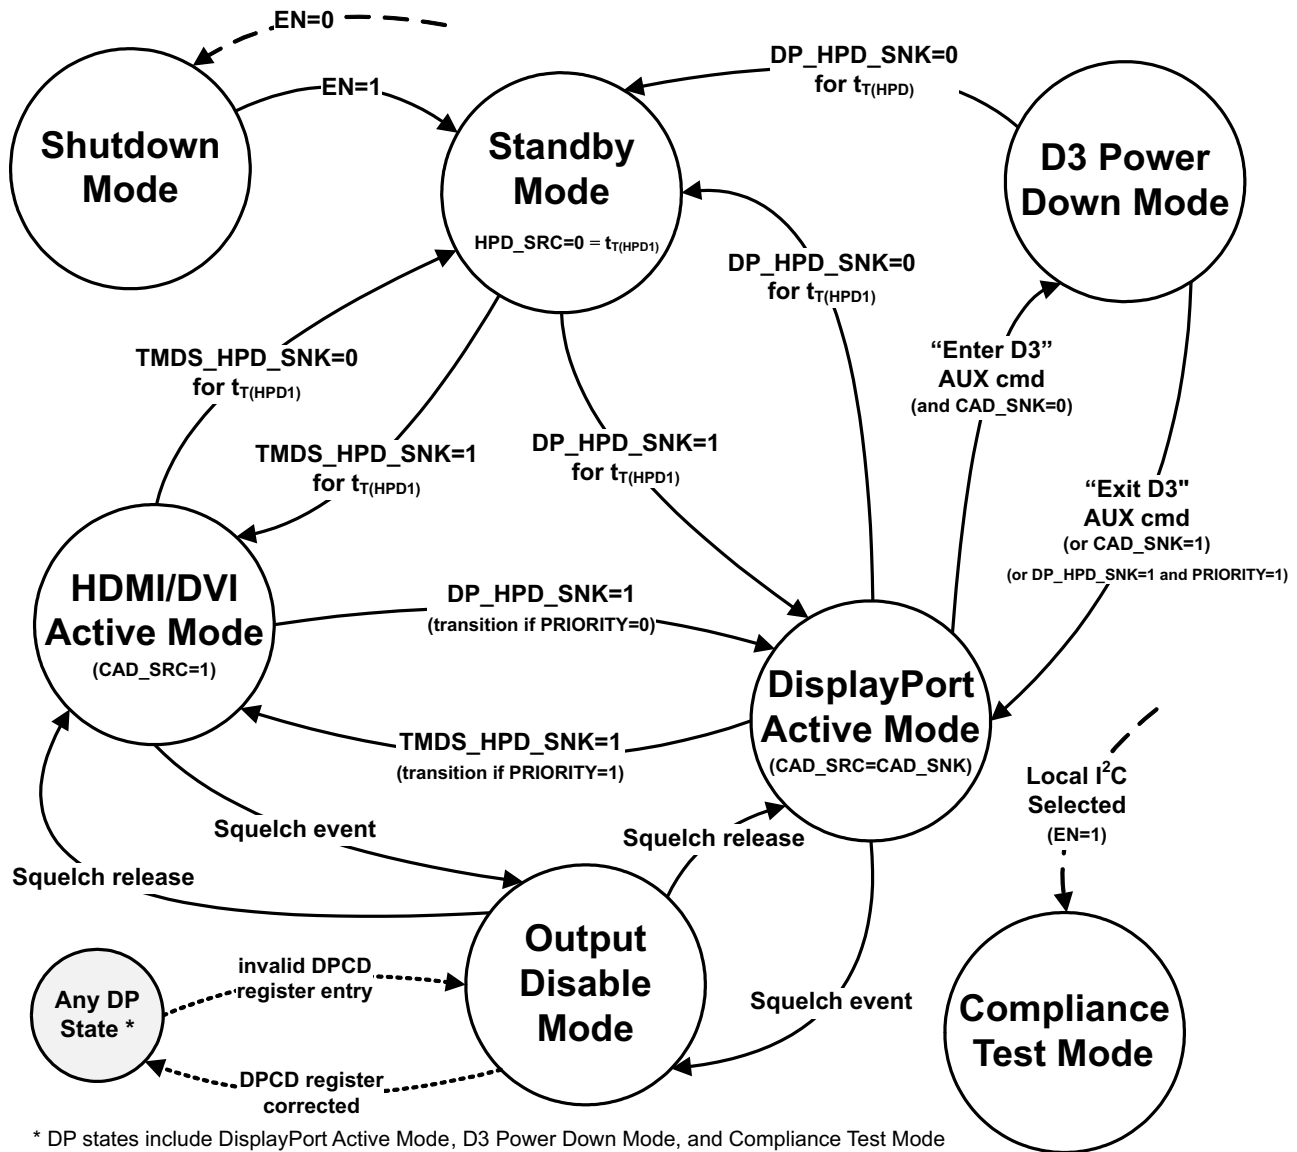 EN=0
EN=1
Shutdown
Mode
Standby
Mode
HPD_SRC=0 = tT(HPD1)
DP_HPD_SNK=0
for tT(HPD)
D3 Power
Down Mode
DP_HPD_SNK=0
for tT(HPD1)
TMDS_HPD_SNK=0
for tT(HPD1)
“Enter D3”
AUX cmd
(and CAD_SNK=0)
TMDS_HPD_SNK=1
for tT(HPD1)
DP_HPD_SNK=1
for tT(HPD1)
“Exit D3"
AUX cmd
(or CAD_SNK=1)
(or DP_HPD_SNK=1 and PRIORITY=1)
HDMI/DVI
Active Mode
(CAD_SRC=1)
DP_HPD_SNK=1
(transition if PRIORITY=0)
DisplayPort
Active Mode
(CAD_SRC=CAD_SNK)
TMDS_HPD_SNK=1
(transition if PRIORITY=1)
Local I²C
Selected
(EN=1)
Squelch event
Squelch release
Squelch release
Output
Disable
Mode
invalid DPCD
register entry
Any DP
State *
Squelch event
Compliance
Test Mode
DPCD register
corrected
* DP states include DisplayPort Active Mode, D3 Power Down Mode, and Compliance Test Mode